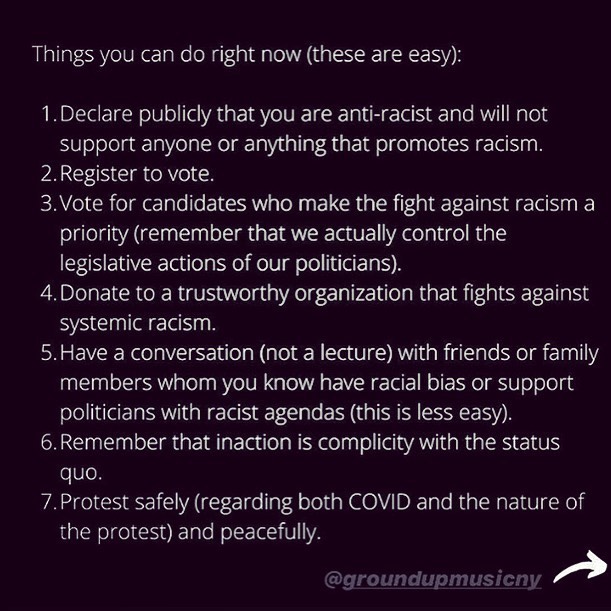 Things you can do right now (these are easy):
1. Declare publicly that you are anti-racist and will not
support anyone or anything that promotes racism.
2. Register to vote.
3. Vote for candidates who make the fight against racism a
priority (remember that we actually control the
legislative actions of our politicians).
4. Donate to a trustworthy organization that fights against
systemic racism.
5. Have a conversation (not a lecture) with friends or family
members whom you know have racial bias or support
politicians with racist agendas (this is less easy).
6. Remember that inaction is complicity with the status
quo.
7. Protest safely (regarding both COVID and the nature of
the protest) and peacefully.
@groundupmusicny